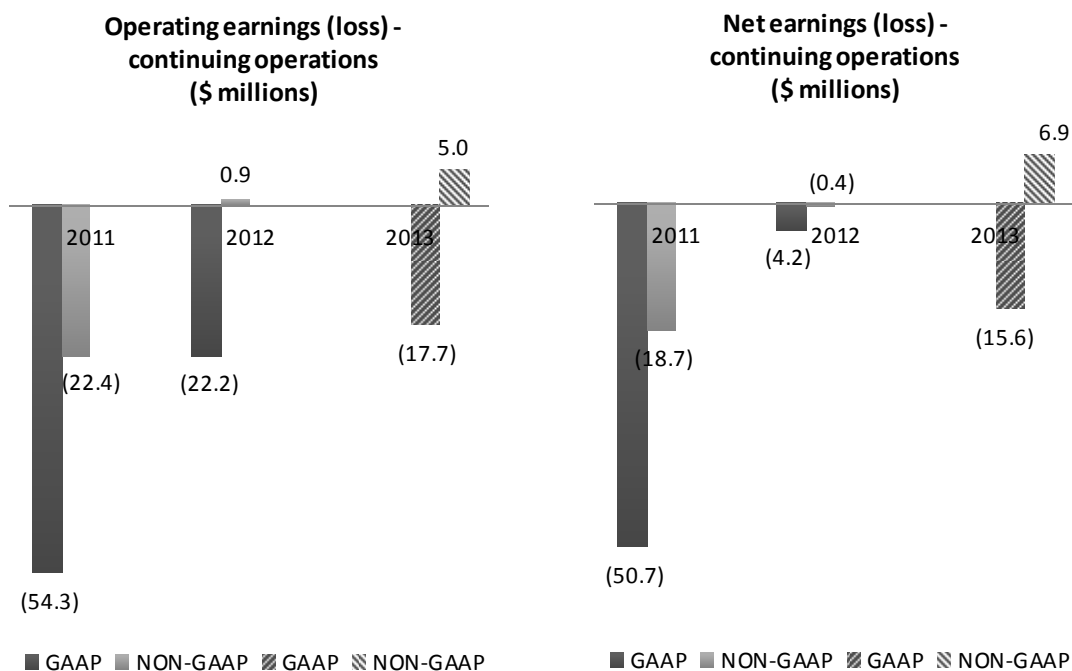 Operating earnings (loss) -
continuing operations
($ millions)
5.0
0.9
2011
2012
2013
(17.7)
(22.4)
(22.2)
(54.3)
GAAP NON-GAAP GAAP NON-GAAP
Net earnings (loss) -
continuing operations
($ millions)
6.9
(0.4)
2011
2012
2013
(4.2)
(15.6)
(18.7)
(50.7)
GAAP NON-GAAP GAAP NON-GAAP